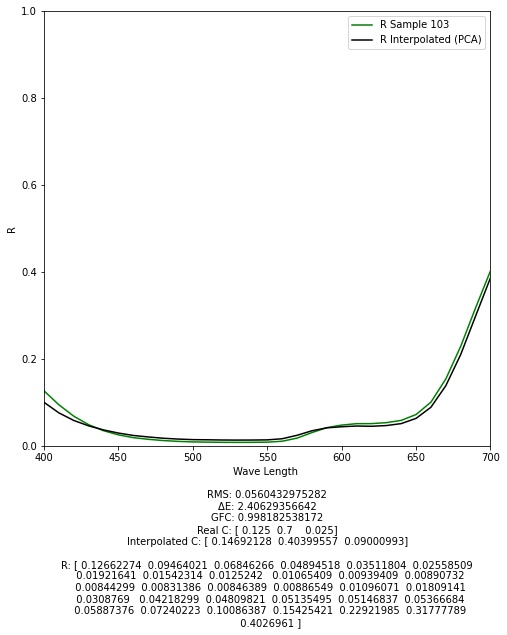 1.0
R Sample 103
R Interpolated (PCA)
0.8
0.6
R
0.4
0.2
0.0
400 450 500 550 600 650 700
Wave Length
RMS: 0.0560432975282
ΔE: 2.40629356642
GFC: 0.998182538172
Real C: [ 0.125 0.7 0.025]
Interpolated C: [ 0.14692128 0.40399557 0.09000993]
R: [ 0.12662274 0.09464021 0.06846266 0.04894518 0.03511804 0.02558509
0.01921641 0.01542314 0.0125242 0.01065409 0.00939409 0.00890732
0.00844299 0.00831386 0.00846389 0.00886549 0.01096071 0.01809141
0.0308769 0.04218299 0.04809821 0.05135495 0.05146837 0.05366684
0.05887376 0.07240223 0.10086387 0.15425421 0.22921985 0.31777789
0.4026961 ]